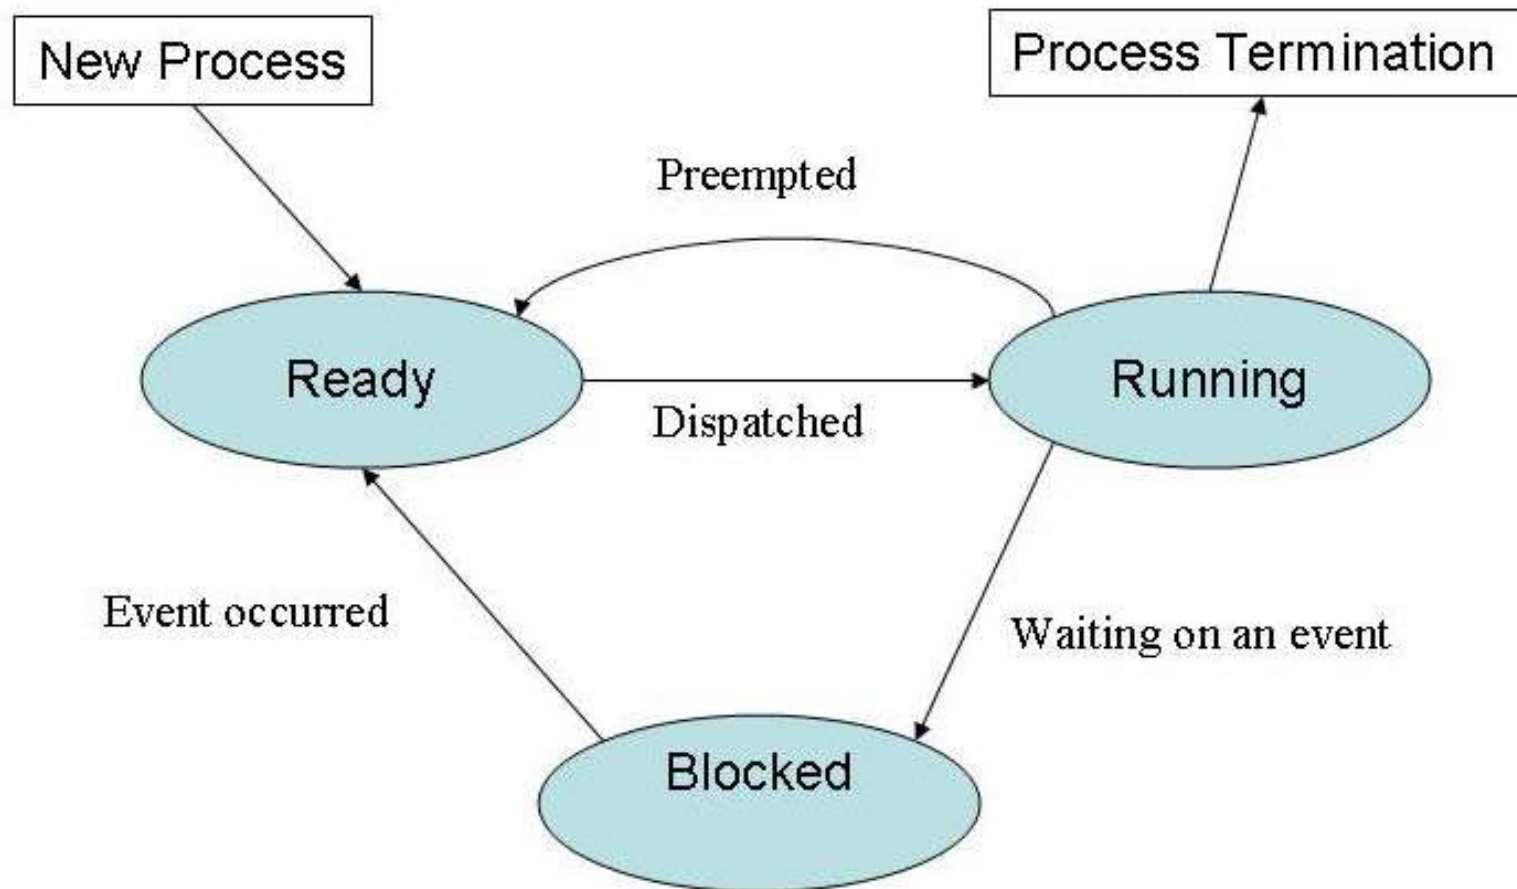 New Process
Process Termination
Preempted
Ready
Running
Dispatched
Event occurred
Waiting on an event
Blocked